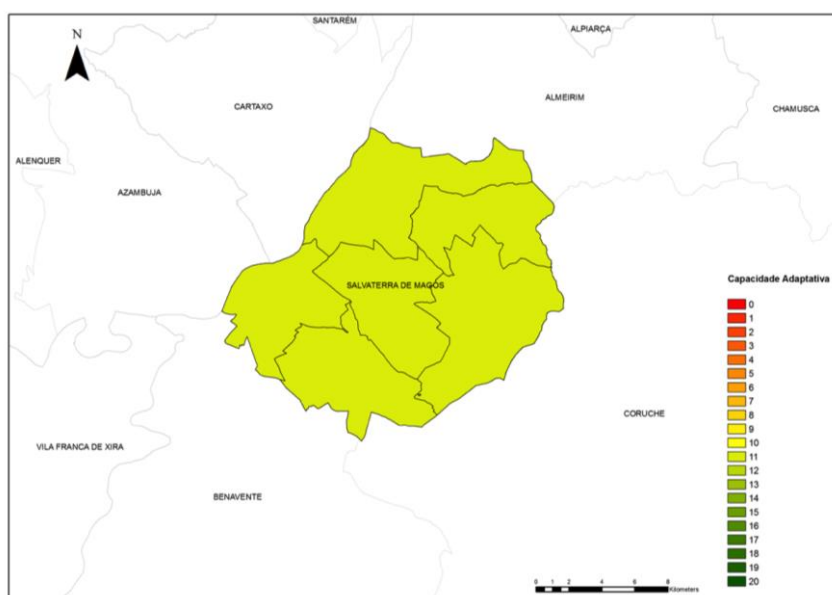 SANTARÉM
ALPIARÇA
N
CARTAXO
ALMEIRIM
CHAMUSCA
ALENQUER
AZAMBUJA
SALVATERRA DE MAGOS
Capacidade Adaptativa
0
1
2
3
4
5
6
7
8
9
10
11
12
13
14
15
16
17
18
19
20
CORUCHE
VILA FRANCA DE XIRA
BENAVENTE
0 1 2 4 6 8
Kilometers